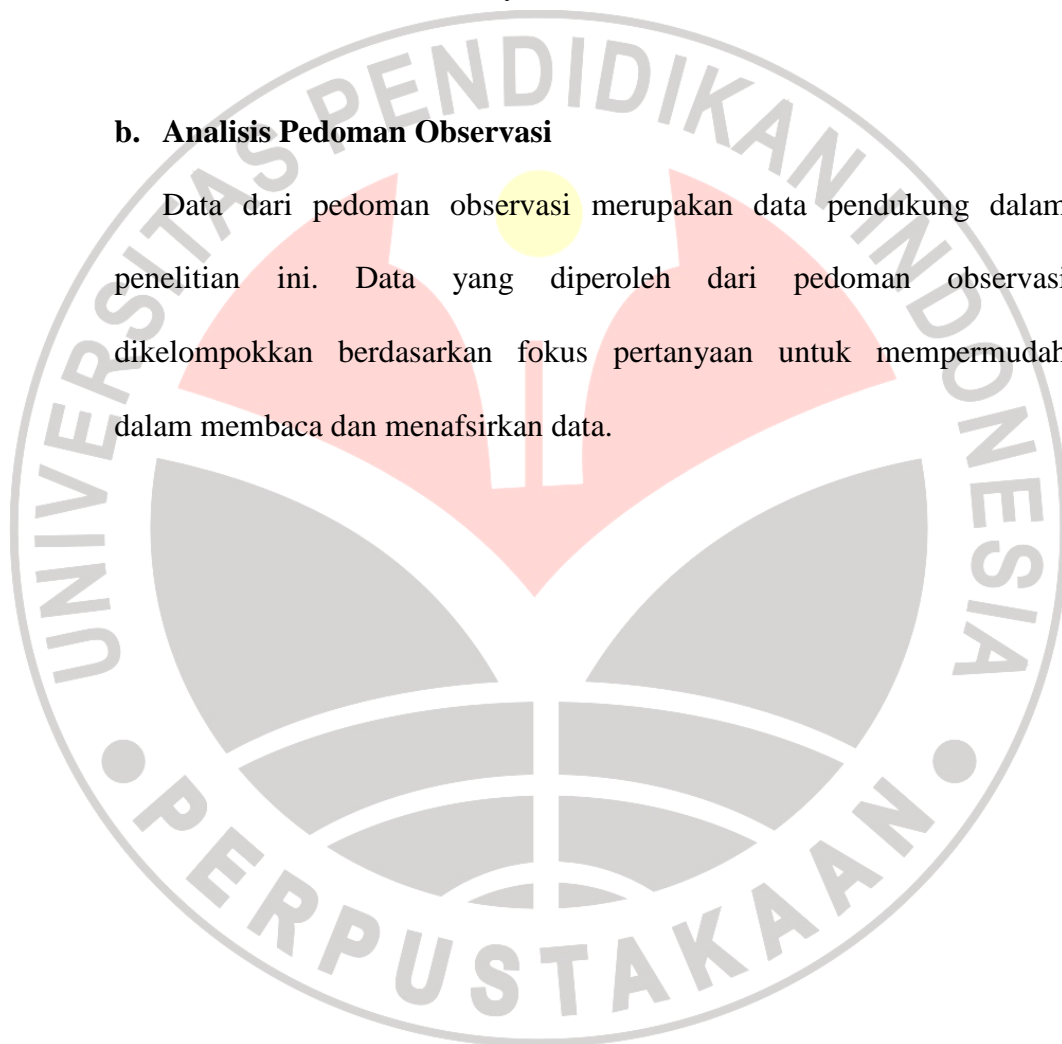 b. Analisis Pedoman Observasi
Data dari pedoman observasi merupakan data pendukung dalam
penelitian ini. Data yang diperoleh dari pedoman observasi
dikelompokkan berdasarkan fokus pertanyaan untuk mempermudah
dalam membaca dan menafsirkan data.
UNIVERSITAS PENDIDIKAN INDONESIA
PERPUSTAKAAN